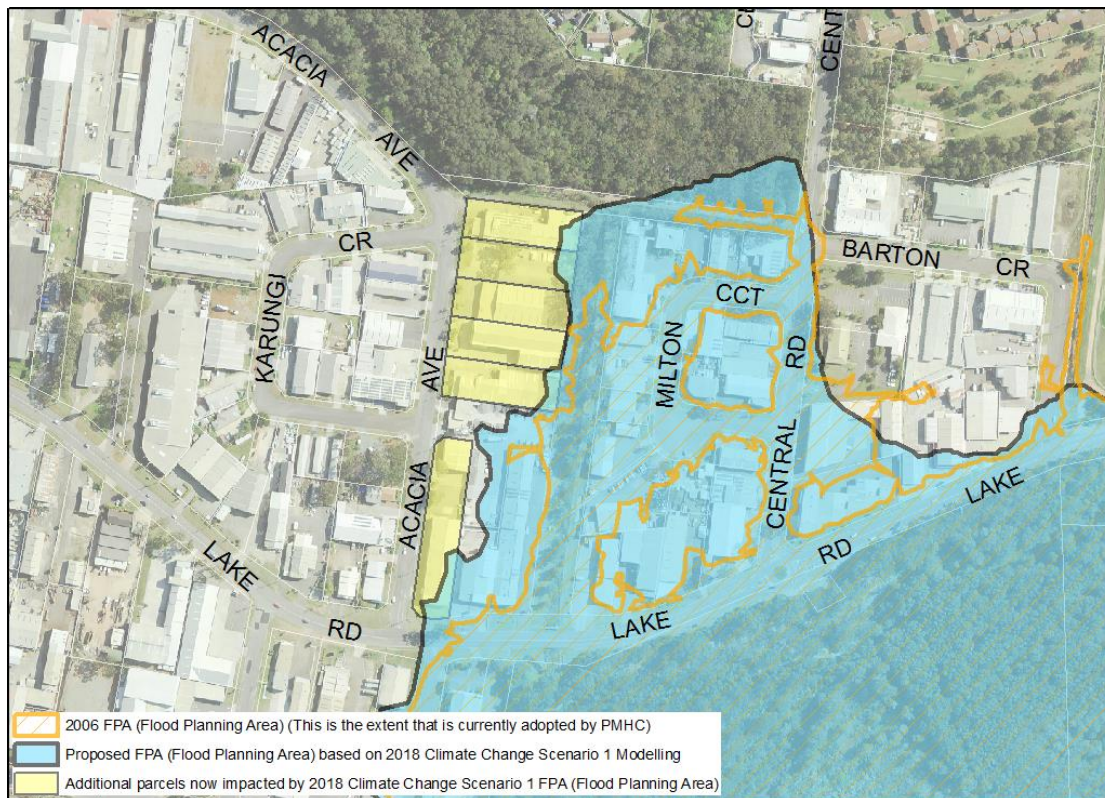 ACACIA
AVE
CENT
KARUNGI
CR
AVE
ACACIA
LAKE
RD
MILTON
CCT
CENTRAL
RD
BARTON
CR
LAKE
RD
LAKE
2006 FPA (Flood Planning Area) (This is the extent that is currently adopted by PMHC)
Proposed FPA (Flood Planning Area) based on 2018 Climate Change Scenario 1 Modelling
Additional parcels now impacted by 2018 Climate Change Scenario 1 FPA (Flood Planning Area)